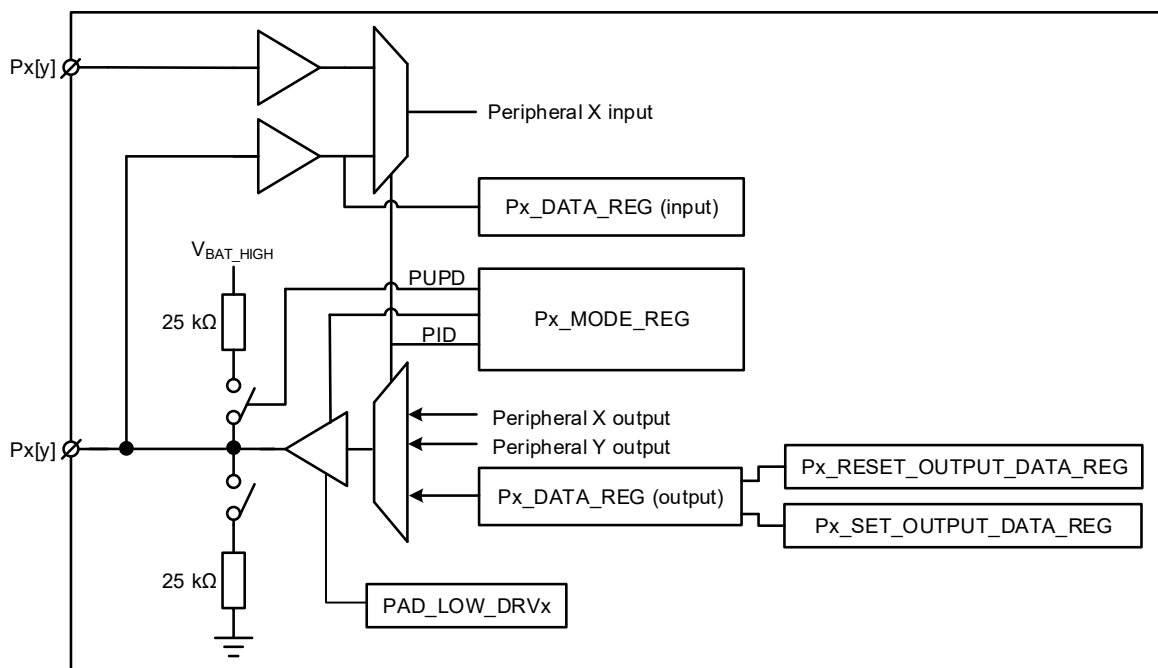 Px[y]
Peripheral X input
Px_DATA_REG (input)
VBAT_HIGH
PUPD
25 kΩ
Px_MODE_REG
PID
Peripheral X output
Px[y]
Peripheral Y output
Px_RESET_OUTPUT_DATA_REG
Px_DATA_REG (output)
Px_SET_OUTPUT_DATA_REG
25 kΩ
PAD_LOW_DRVx